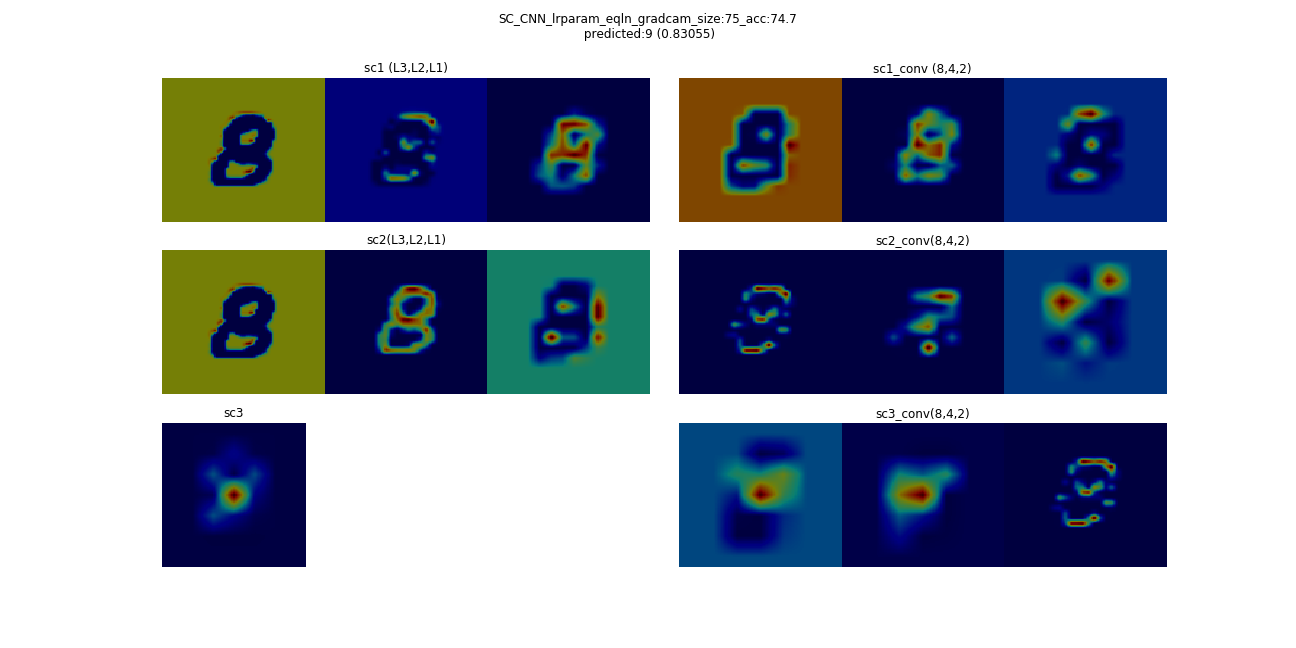 SC_CNN_lrparam_eqln_gradcam_size:75_acc:74.7
predicted:9 (0.83055)
sc1 (L3,L2,L1)
sc1_conv (8,4,2)
sc2(L3,L2,L1)
sc2_conv(8,4,2)
sc3
sc3_conv(8,4,2)